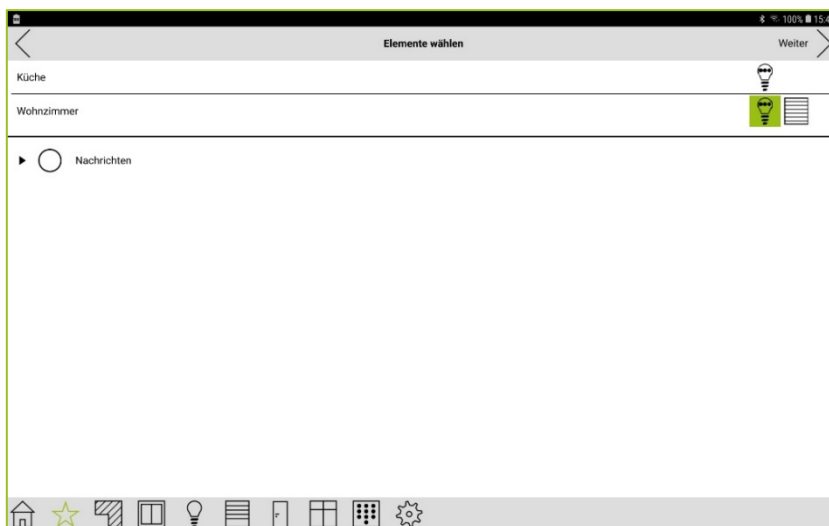 100% 15:4
Elemente wählen
Weiter
Küche
Wohnzimmer
Nachrichten